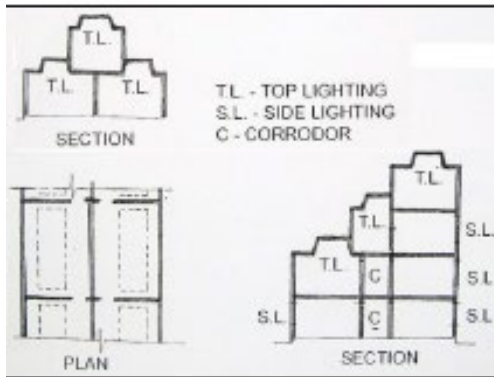 T.L.
T.L. T.L.
SECTION
T.L. - TOP LIGHTING
S.L. - SIDE LIGHTING
C - CORRODOR
PLAN
T.L.
T.L.
S.L.
T.L.
C
S.L
S.L.
C
S.L
SECTION